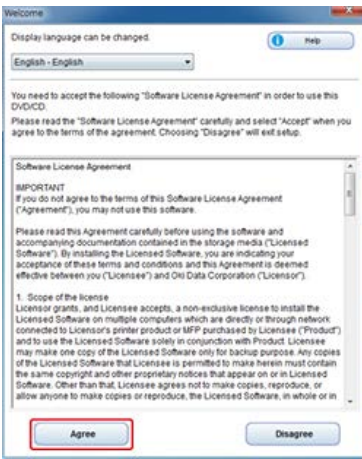 Welcome
Display language can be changed.
Help
English - English
You need to accept the following "Software License Agreement" in order to use this
DVD/CD.
Please read the "Software License Agreement" carefully and select "Accept" when you
agree to the terms of the agreement. Choosing "Disagree" will exit setup.
Software License Agreement
IMPORTANT
If you do not agree to the terms of this Software License Agreement
("Agreement"), you may not use this software.
Please read this Agreement carefully before using the software and
accompanying documentation contained in the storage media ("Licensed
Software"). By installing the Licensed Software, you are indicating your
acceptance of these terms and conditions and this Agreement is deemed
effective between you ("Licensee") and Oki Data Corporation ("Licensor").
1. Scope of the license
Licensor grants, and Licensee accepts, a non-exclusive license to install the
Licensed Software on multiple computers which are directly or through network
connected to Licensor's printer product or MFP purchased by Licensee ("Product")
and to use the Licensed Software solely in conjunction with Product. Licensee
may make one copy of the Licensed Software only for backup purpose. Any copies
of the Licensed Software that Licensee is permitted to make herein must contain
the same copyright and other proprietary notices that appear on or in Licensed
Software. Other than that, Licensee agrees not to make copies, reproduce, or
allow anyone to make copies or reproduce, the Licensed Software, in whole or in
Agree
Disagree